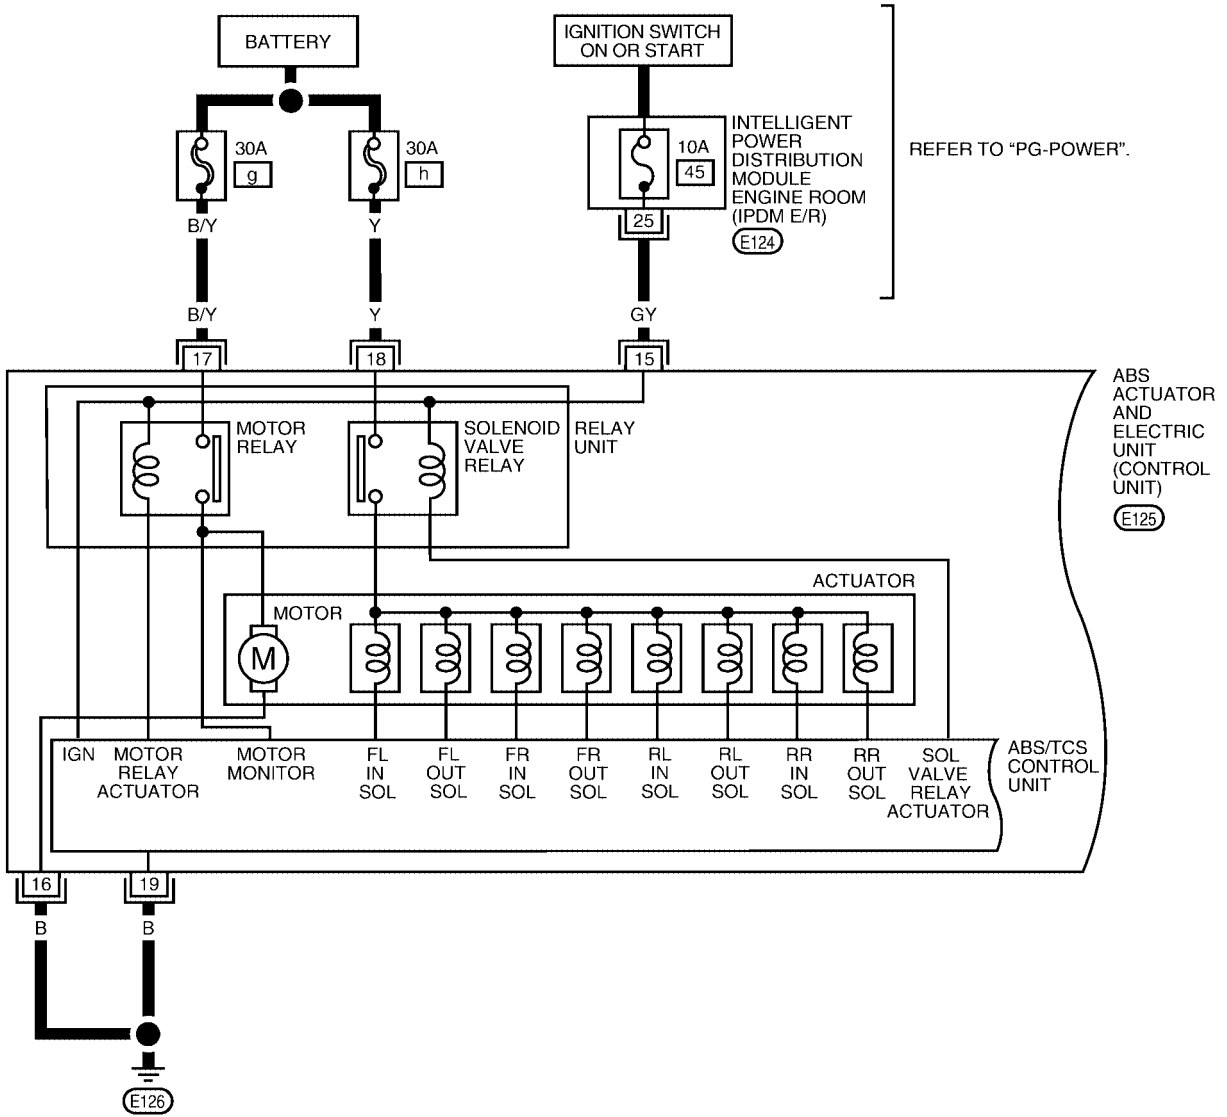 BATTERY
IGNITION SWITCH
ON OR START
30A
g
30A
h
10A
45
25
INTELLIGENT
POWER
DISTRIBUTION
MODULE
ENGINE ROOM
(IPDM E/R)
E124
REFER TO “PG-POWER”.
B/Y
Y
B/Y
Y
GY
17
18
15
MOTOR
RELAY
SOLENOID
VALVE
RELAY
RELAY
UNIT
ABS
ACTUATOR
AND
ELECTRIC
UNIT
(CONTROL
UNIT)
E125
ACTUATOR
MOTOR
M
IGN
MOTOR
RELAY
ACTUATOR
MOTOR
MONITOR
FL
IN
SOL
FL
OUT
SOL
FR
IN
SOL
FR
OUT
SOL
RL
IN
SOL
RL
OUT
SOL
RR
IN
SOL
RR
OUT
SOL
SOL
VALVE
RELAY
ACTUATOR
ABS/TCS
CONTROL
UNIT
16
19
B
B
E126